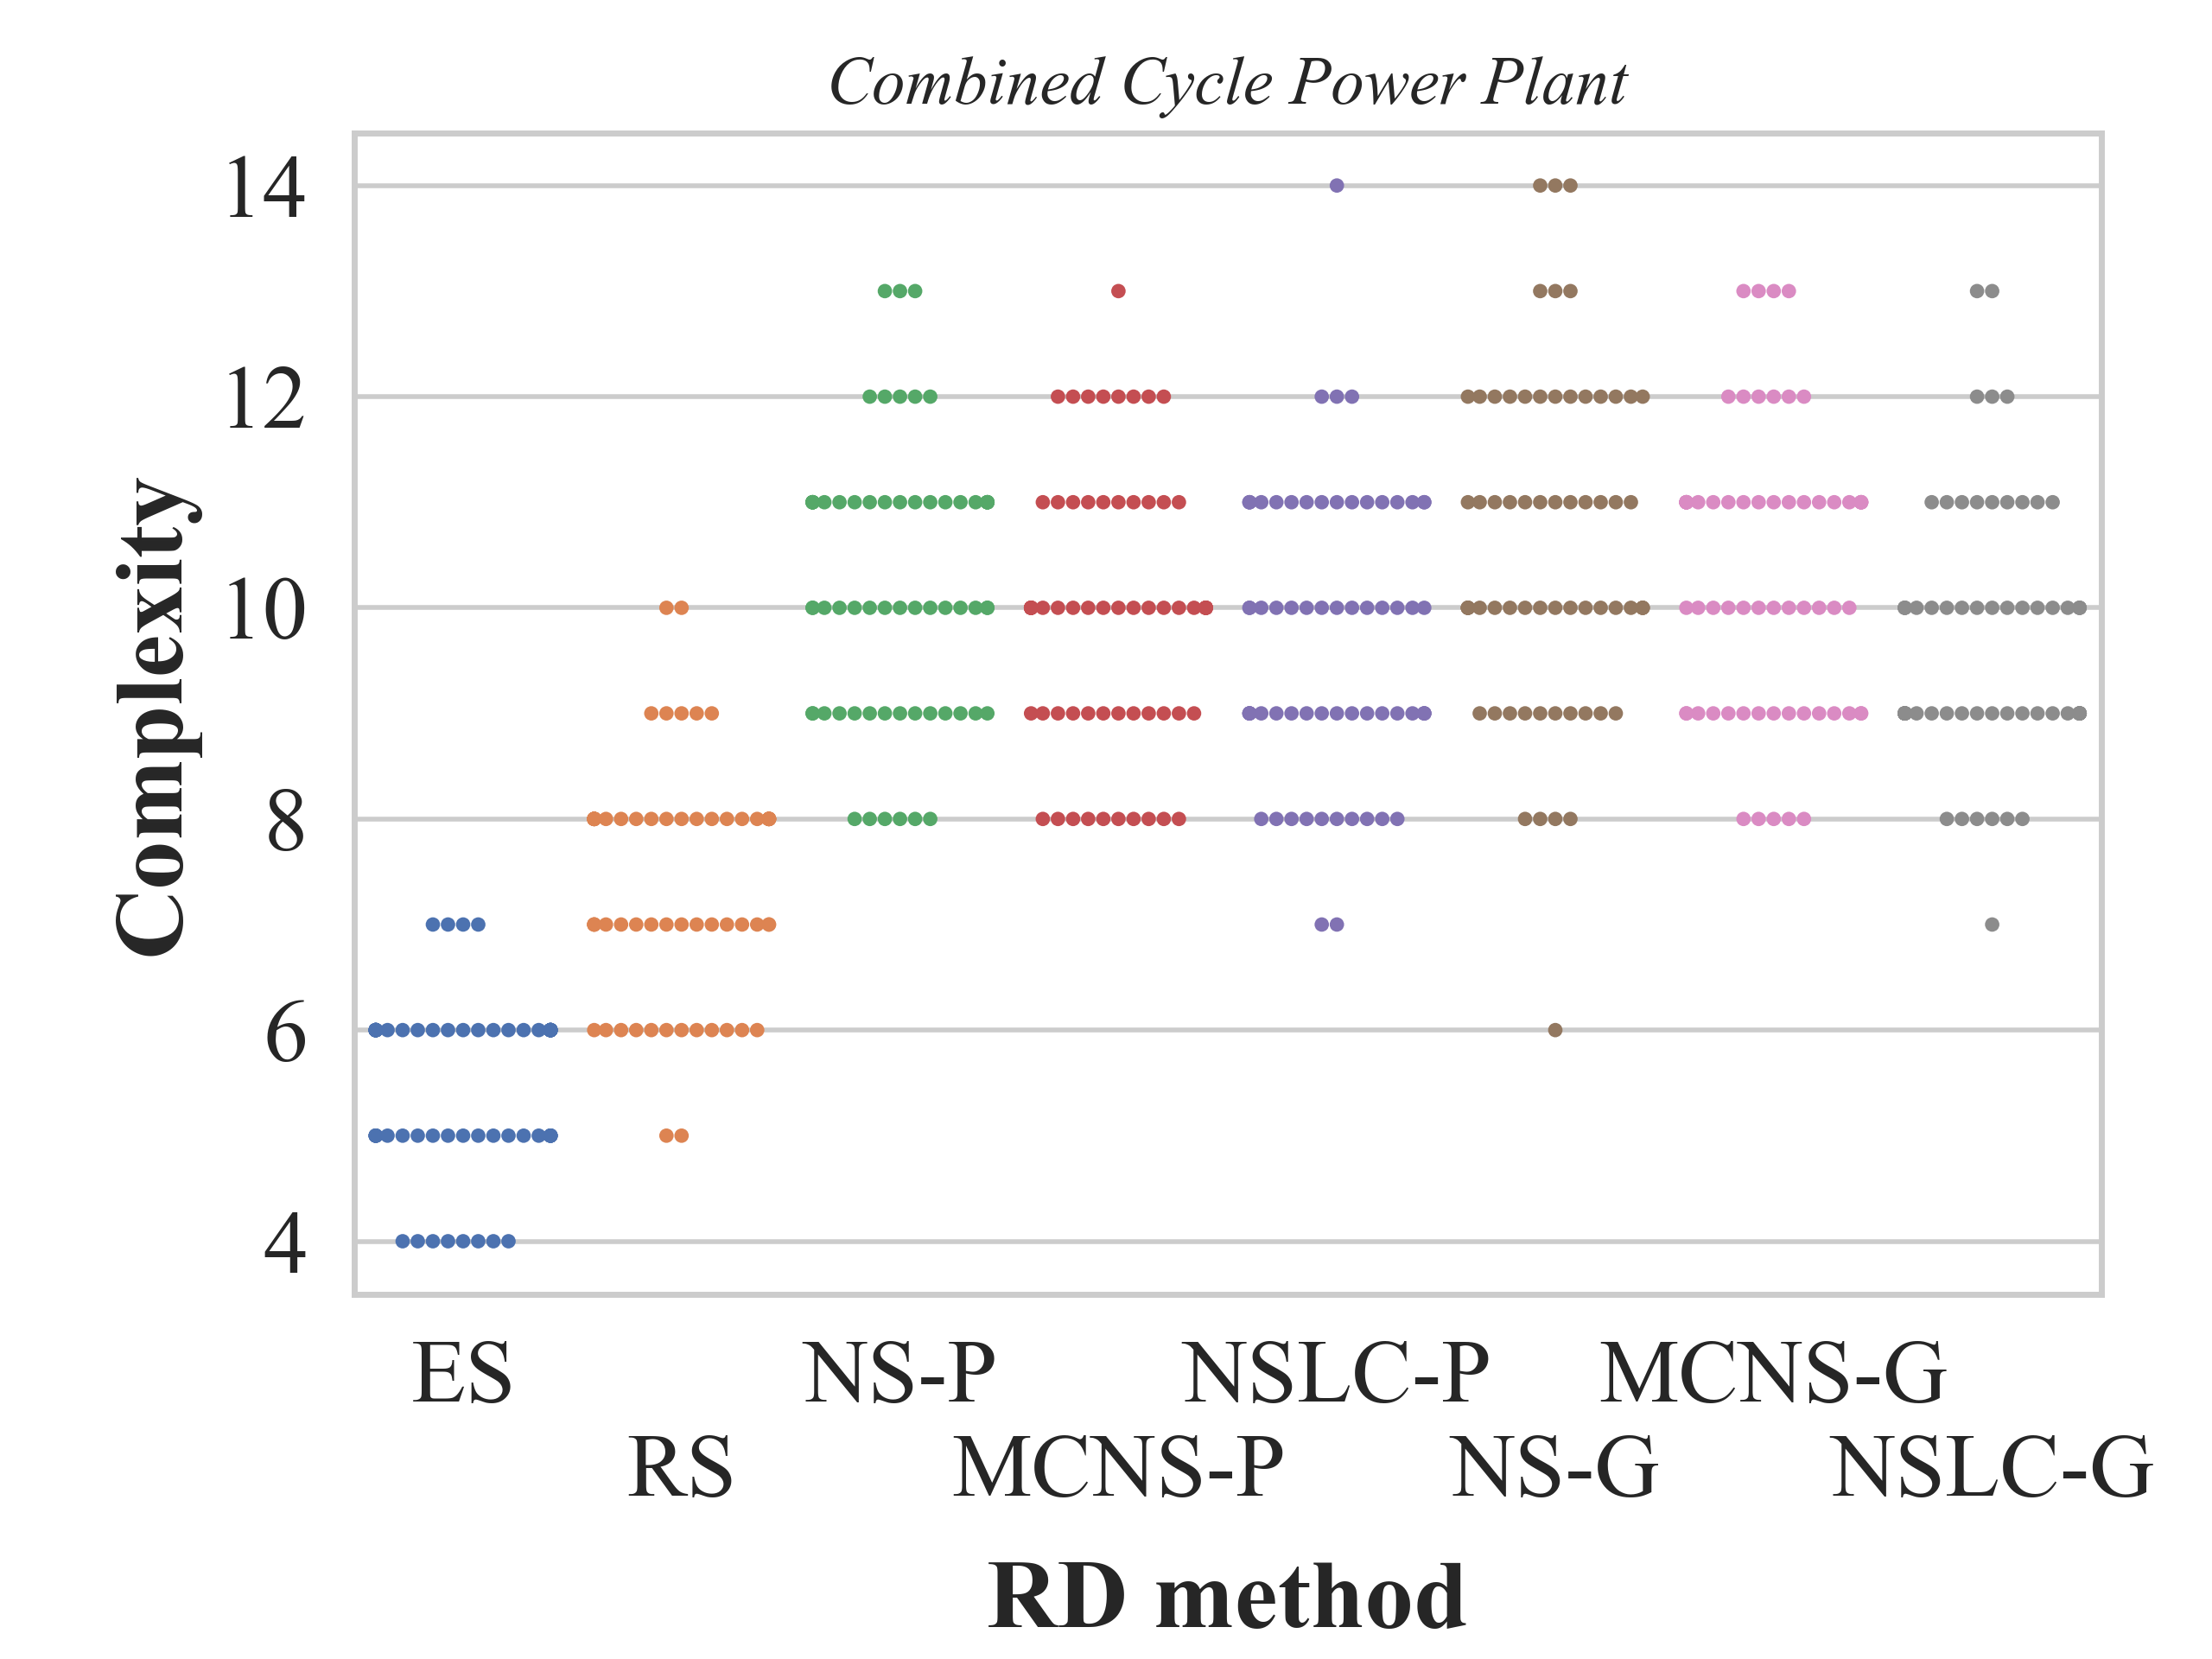 Combined Cycle Power Plant
14
12
10
8
6
4
Complexity
ES NS-P NSLC-P MCNS-G
RS MCNS-P NS-G NSLC-G
RD method